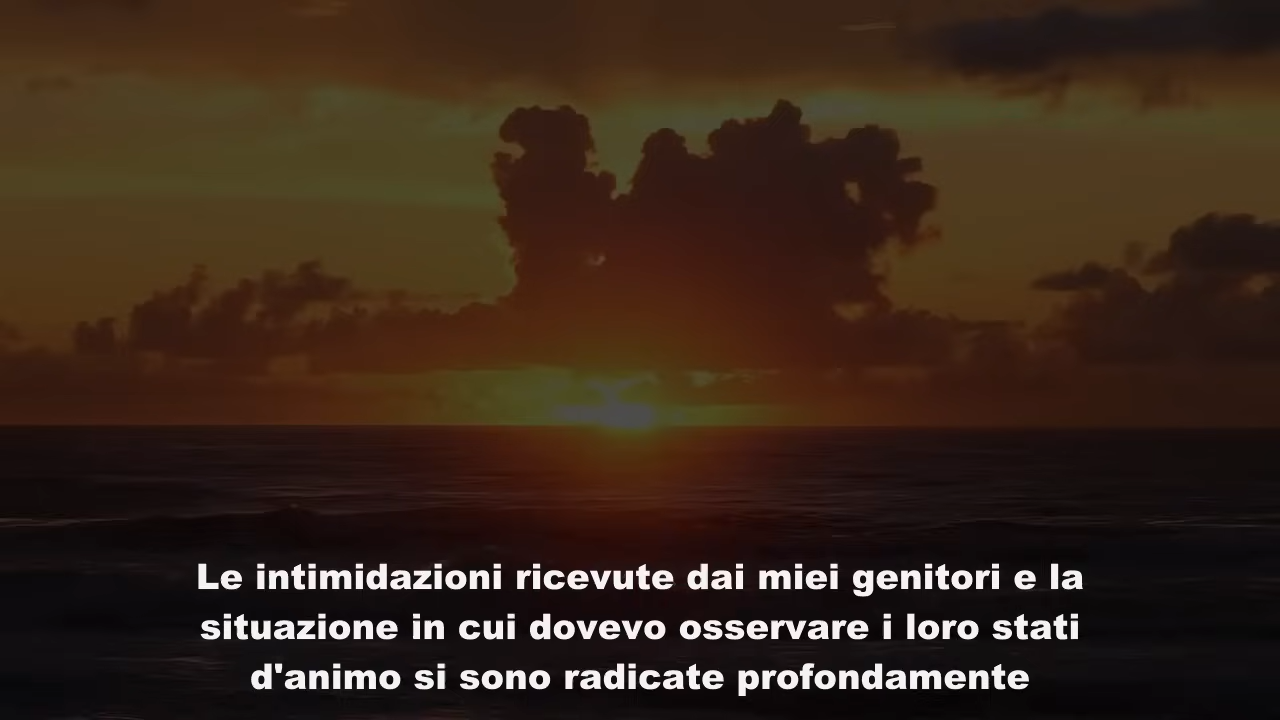 Le intimidazioni ricevute dai miei genitori e la
situazione in cui dovevo osservare i loro stati
d'animo si sono radicate profondamente